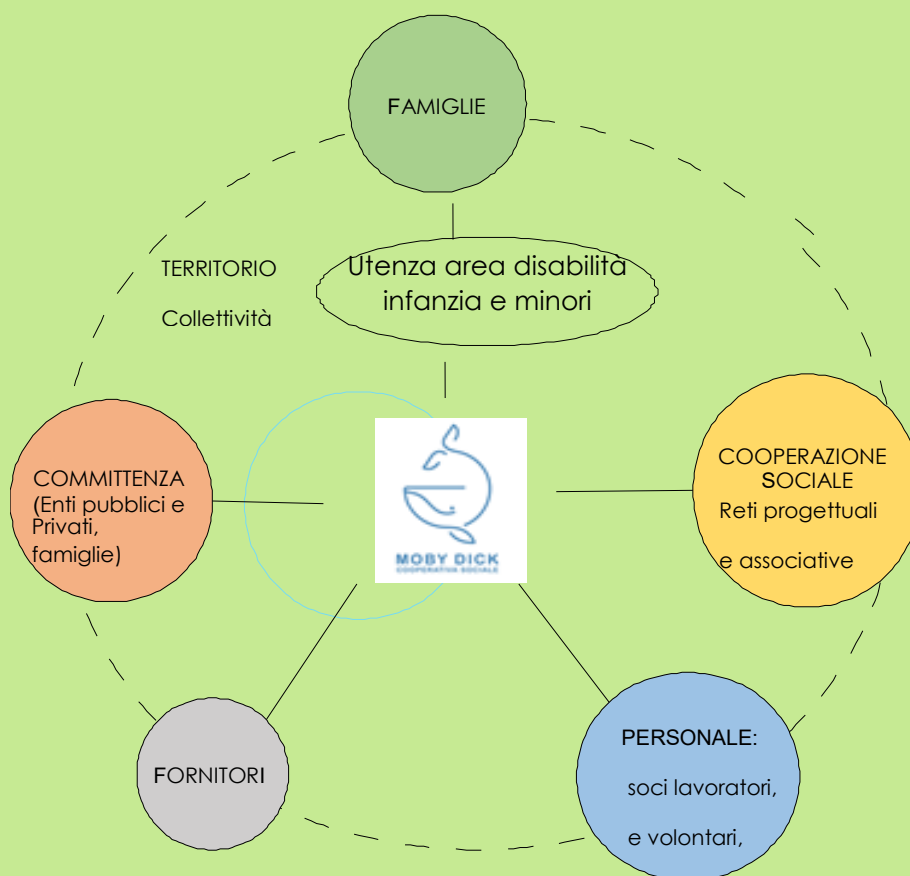 FAMIGLIE
TERRITORIO
Collettività
Utenza area disabilità
infanzia e minori
COMMITTENZA
(Enti pubblici e
Privati,
famiglie)
MOBY DICK
COOPERATIVA SOCIALE
COOPERAZIONE
SOCIALE
Reti progettuali
e associative
FORNITORI
PERSONALE:
soci lavoratori,
e volontari,